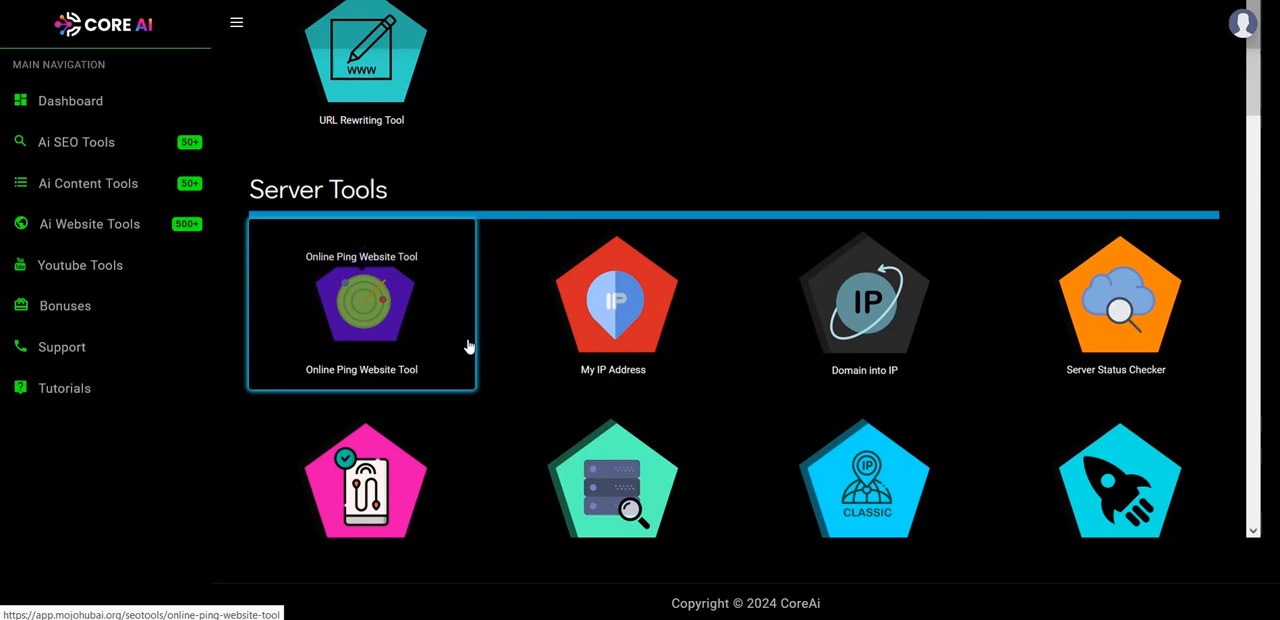 CORE AI
MAIN NAVIGATION
Dashboard
Ai SEO Tools 50+
Ai Content Tools 50+
Ai Website Tools 500+
Youtube Tools
Bonuses
Support
Tutorials
WWW
URL Rewriting Tool
Server Tools
Online Ping Website Tool
IP
IP
Online Ping Website Tool
My IP Address
Domain into IP
Server Status Checker
IP
CLASSIC
Copyright © 2024 CoreAi
https://app.mojohubai.org/seotools/online-ping-website-tool